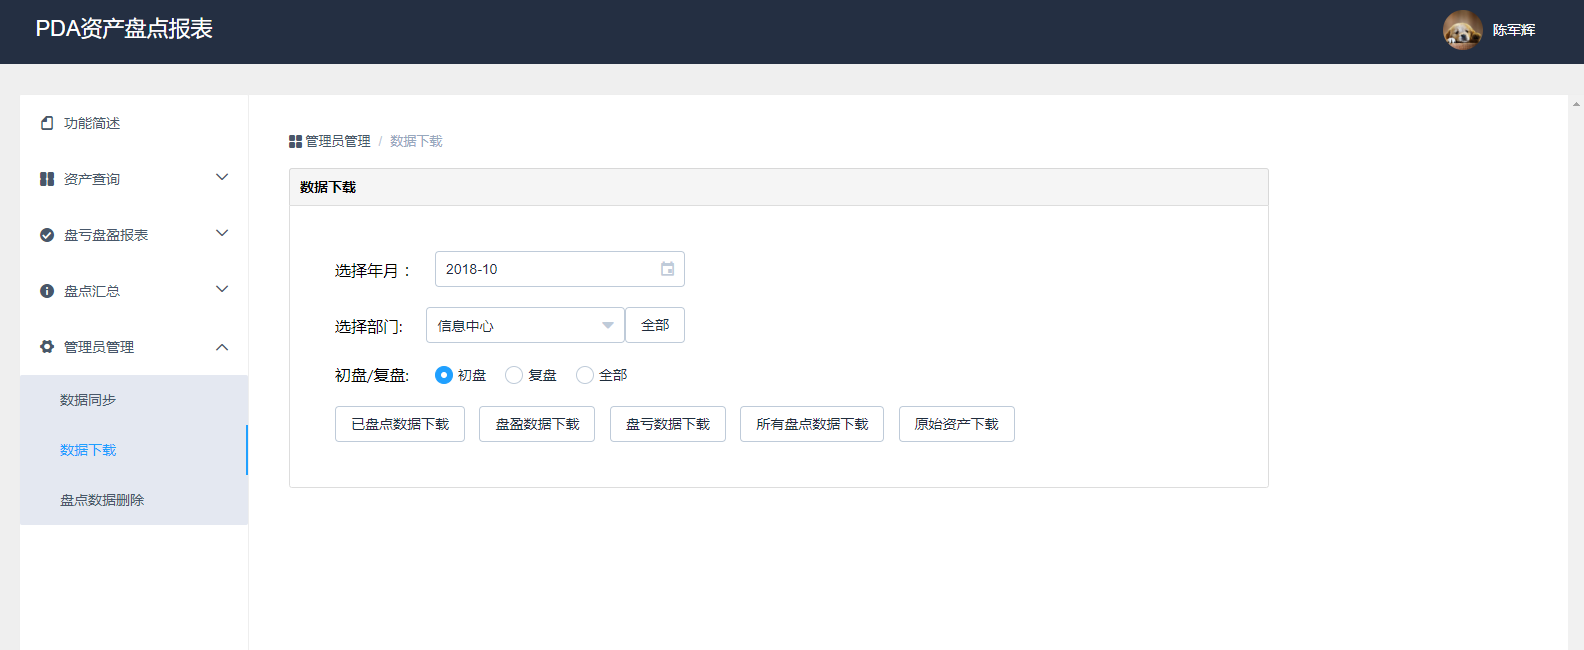 PDA资产盘点报表
陈军辉
功能简述
资产查询
盘亏盘盈报表
盘点汇总
管理员管理
数据同步
数据下载
盘点数据删除
管理员管理 / 数据下载
数据下载
选择年月： 2018-10
选择部门: 信息中心 全部
初盘/复盘: 初盘 复盘 全部
已盘点数据下载 盘盈数据下载 盘亏数据下载 所有盘点数据下载 原始资产下载